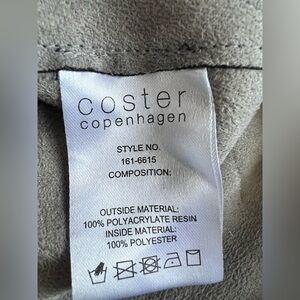 coster
copenhagen
STYLE NO.
161-6615
COMPOSITION:
OUTSIDE MATERIAL:
100% POLYACRYLATE RESIN
INSIDE MATERIAL:
100% POLYESTER